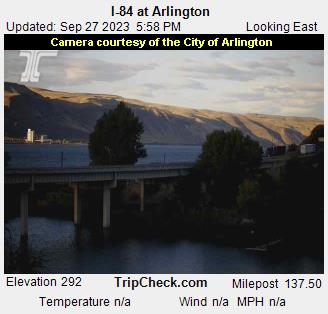 I-84 at Arlington
Updated: Sep 27 2023 5:58 PM Looking East
Camera courtesy of the City of Arlington
Elevation 292 TripCheck.com Milepost 137.50
Temperature n/a Wind n/a MPH n/a